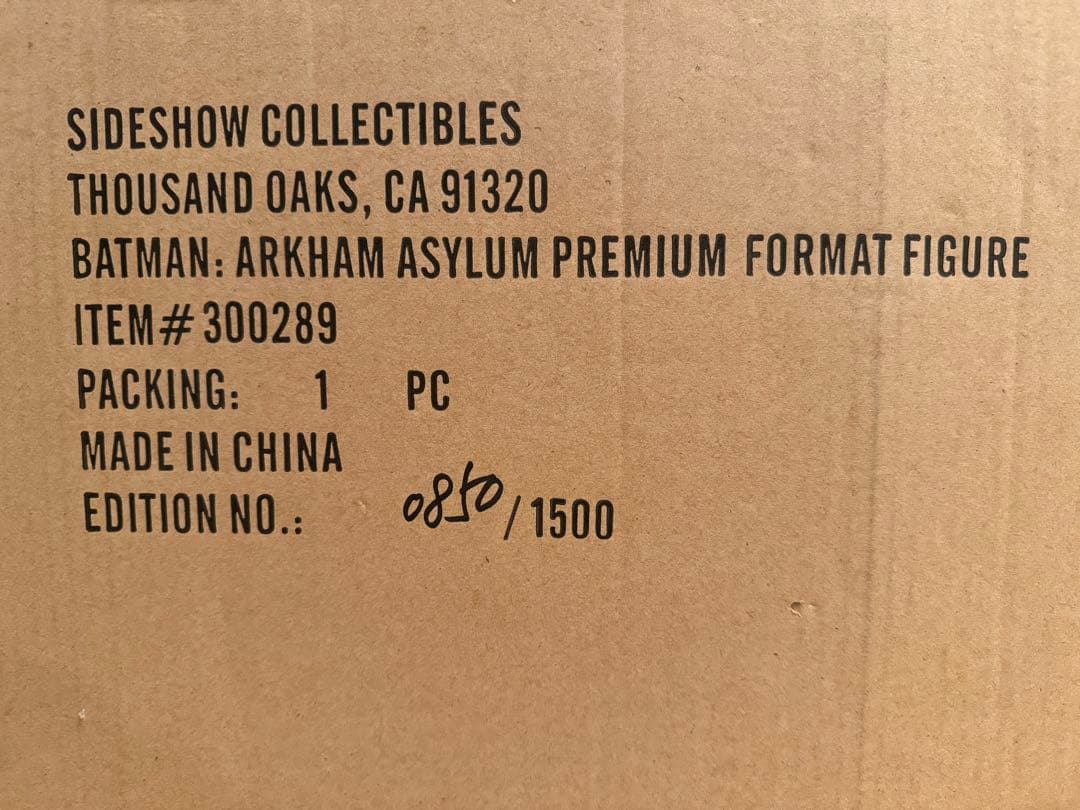 SIDESHOW COLLECTIBLES
THOUSAND OAKS, CA 91320
BATMAN: ARKHAM ASYLUM PREMIUM FORMAT FIGURE
ITEM# 300289
PACKING: 1 PC
MADE IN CHINA
EDITION NO.: 0850/1500